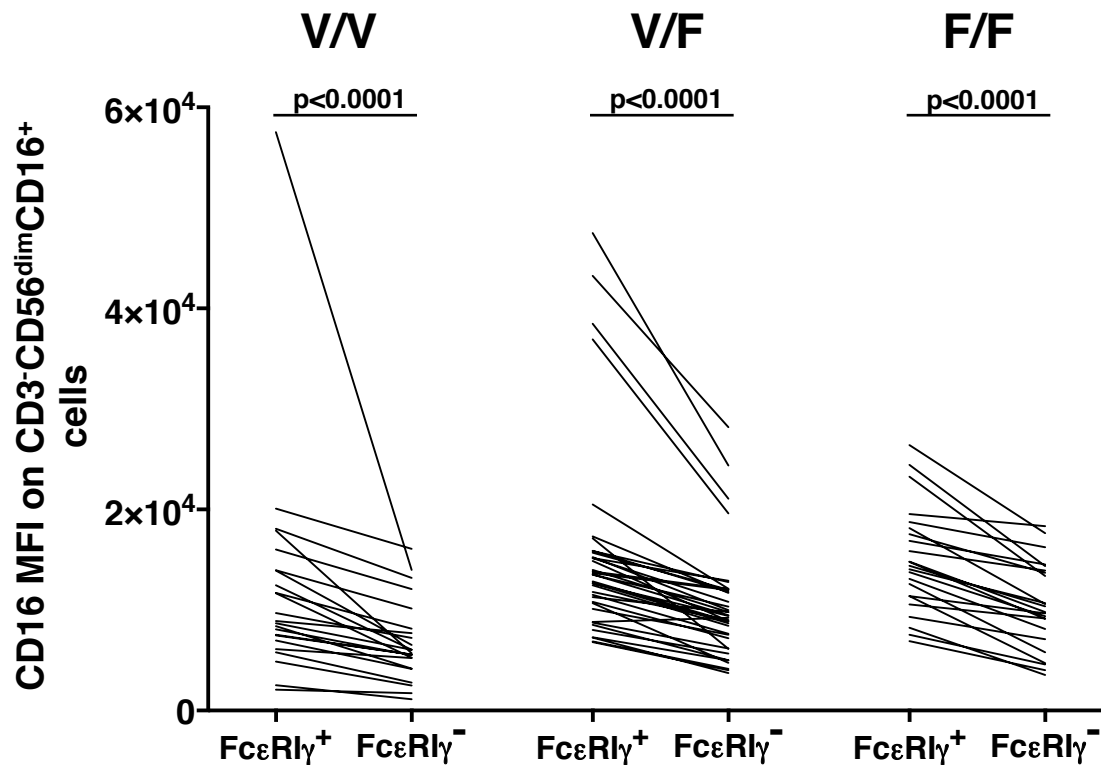 V/V V/F F/F
p<0.0001 p<0.0001 p<0.0001
CD16 MFI on CD3⁻CD56ᵈⁱᵐCD16⁺
cells
6×10⁴
4×10⁴
2×10⁴
0
FcεRIγ⁺ FcεRIγ⁻ FcεRIγ⁺ FcεRIγ⁻ FcεRIγ⁺ FcεRIγ⁻